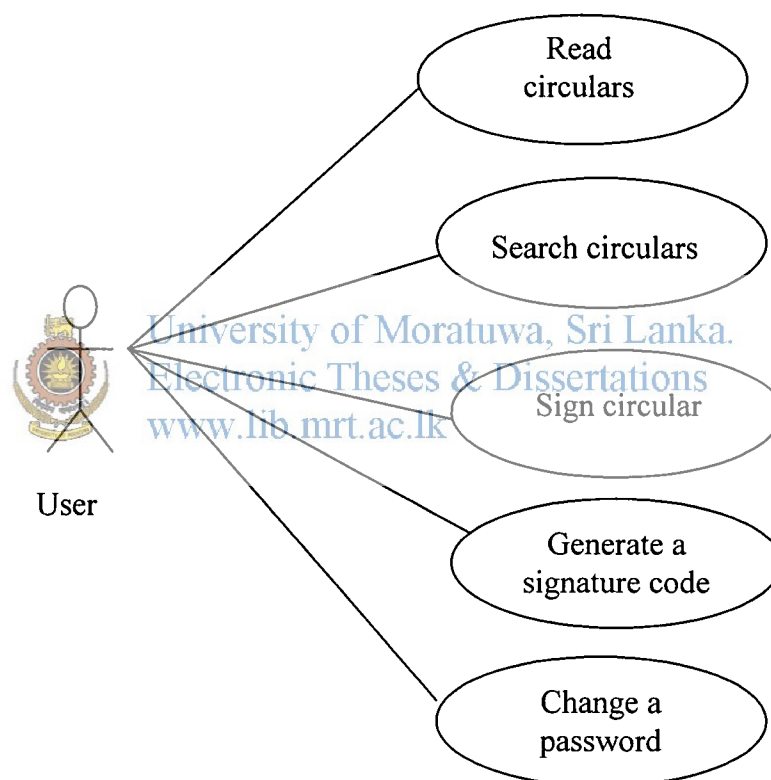 Read
circulars
Search circulars
University of Moratuwa, Sri Lanka.
Electronic Theses & Dissertations
www.lib.mrt.ac.lk
Sign circular
User
Generate a
signature code
Change a
password